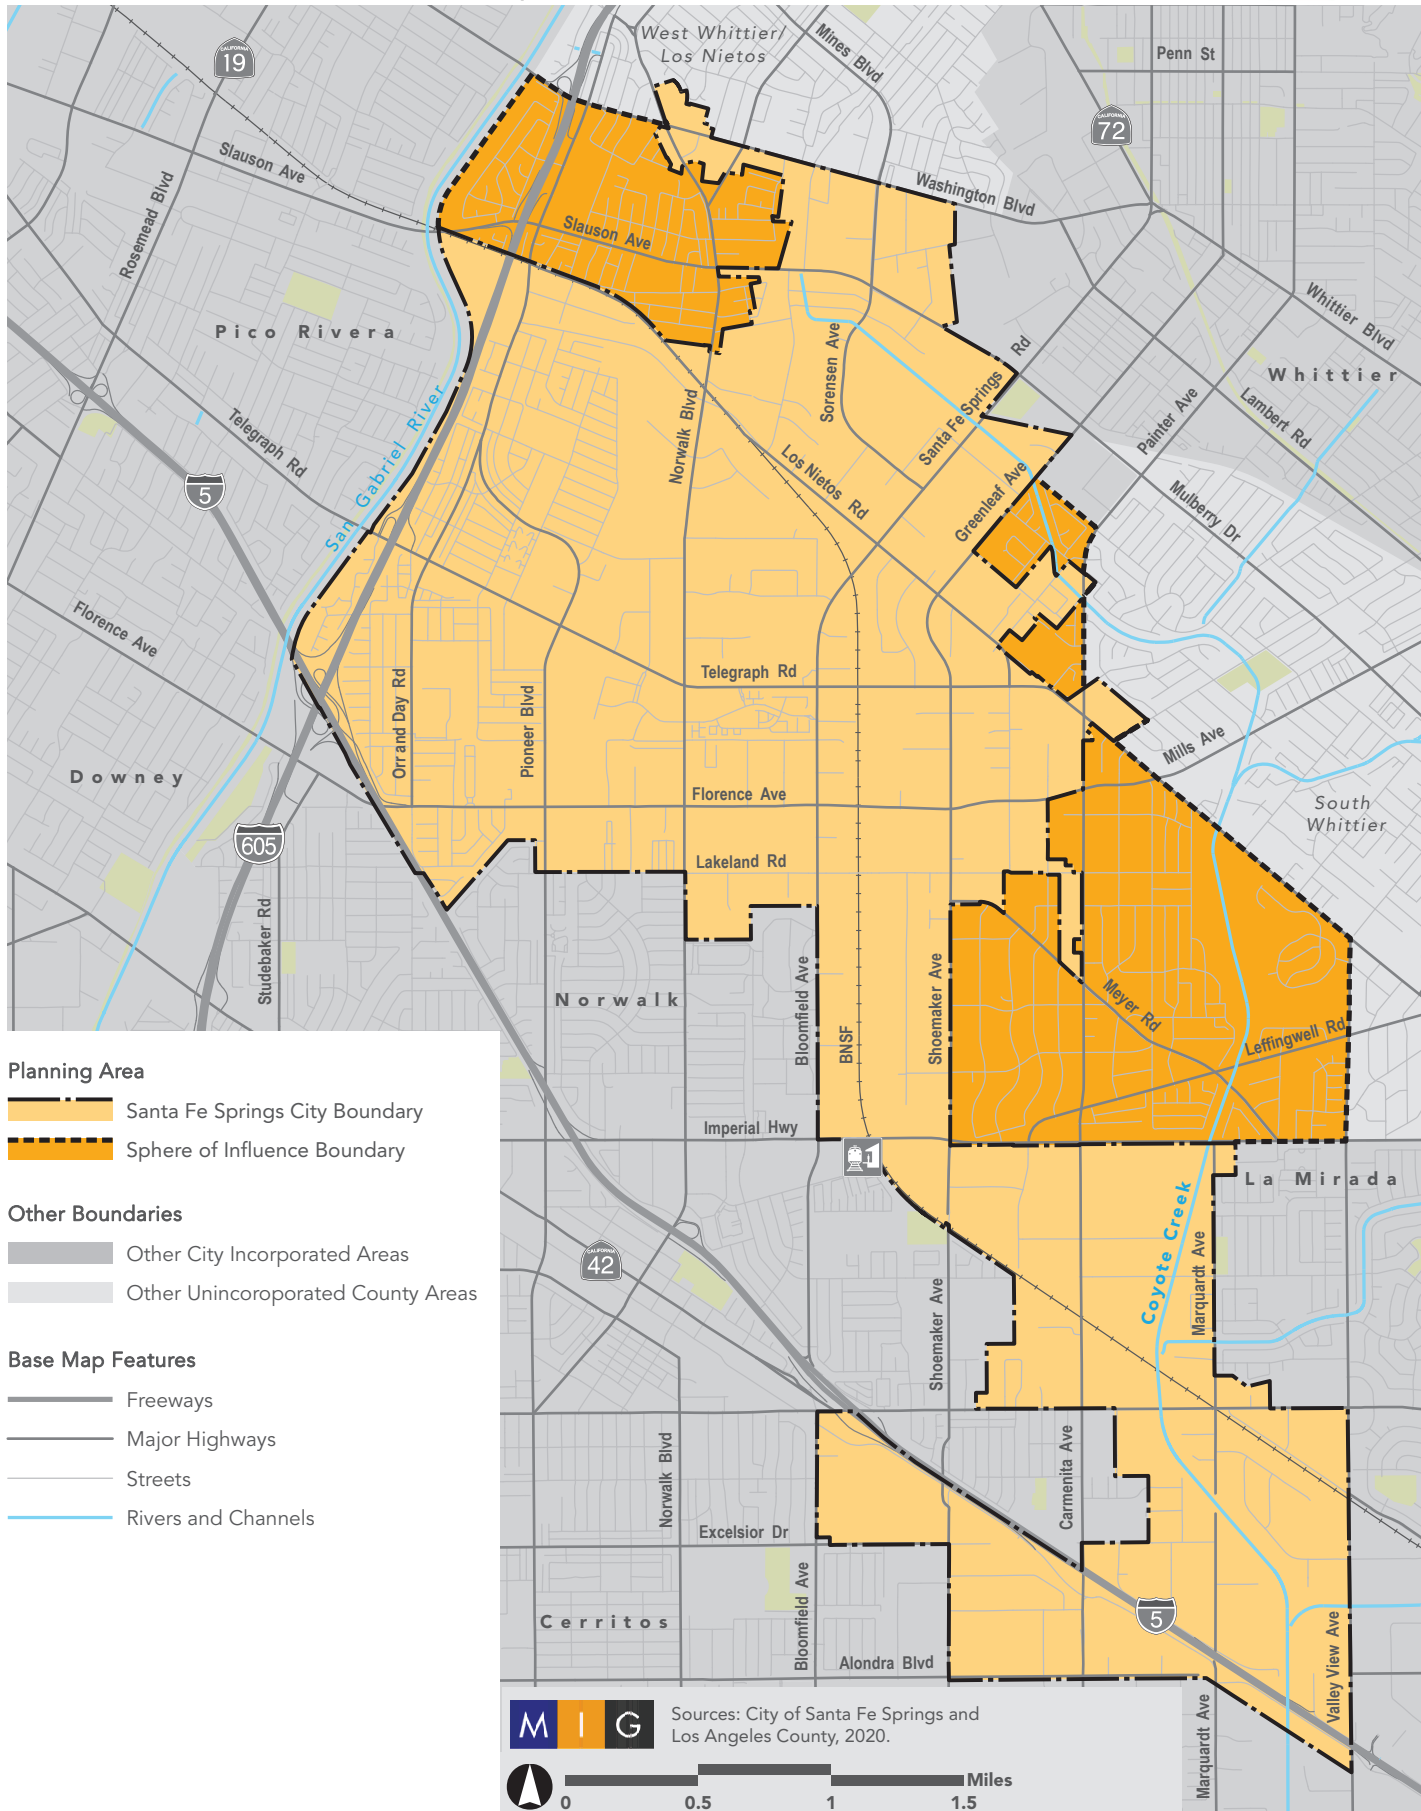 West Whittier/
Los Nietos
Mines Blvd
Penn St
CALIFORNIA
19
CALIFORNIA
72
Slauson Ave
Rosemead Blvd
Washington Blvd
Slauson Ave
Whittier Blvd
Pico Rivera
Sorensen Ave
Santa Fe Springs Rd
Whittier
Painter Ave
Lambert Rd
Telegraph Rd
San Gabriel River
Norwalk Blvd
Los Nietos Rd
Greenleaf Ave
Mulberry Dr
5
Florence Ave
Telegraph Rd
Orr and Day Rd
Pioneer Blvd
Mills Ave
Downey
Florence Ave
South
Whittier
605
Lakeland Rd
Studebaker Rd
Norwalk
Bloomfield Ave
BNSF
Shoemaker Ave
Meyer Rd
Leffingwell Rd
Imperial Hwy
La Mirada
Coyote Creek
Marquardt Ave
CALIFORNIA
42
Shoemaker Ave
Norwalk Blvd
Carmenita Ave
Excelsior Dr
Bloomfield Ave
Cerritos
5
Valley View Ave
Alondra Blvd
Marquardt Ave
Planning Area
Santa Fe Springs City Boundary
Sphere of Influence Boundary
Other Boundaries
Other City Incorporated Areas
Other Unincoroporated County Areas
Base Map Features
Freeways
Major Highways
Streets
Rivers and Channels
M I G
Sources: City of Santa Fe Springs and
Los Angeles County, 2020.
Miles
0 0.5 1 1.5